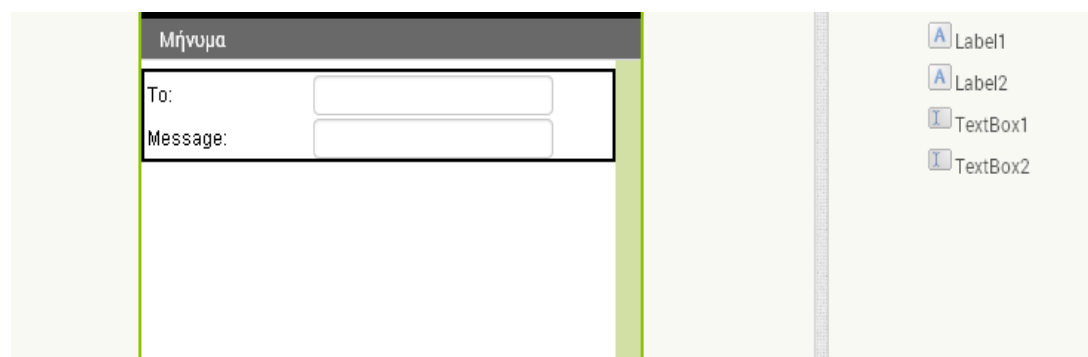 Μήνυμα
To:
Message:
A Label1
A Label2
TextBox1
TextBox2